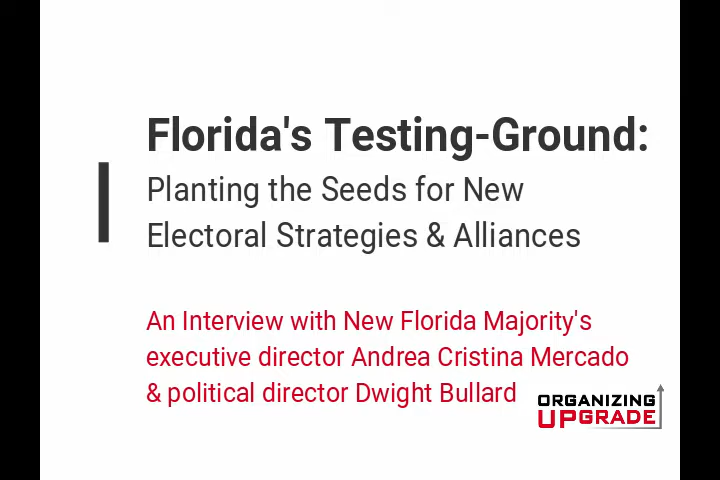 Florida's Testing-Ground:
Planting the Seeds for New
Electoral Strategies & Alliances
An Interview with New Florida Majority's
executive director Andrea Cristina Mercado
& political director Dwight Bullard
ORGANIZING
UPGRADE